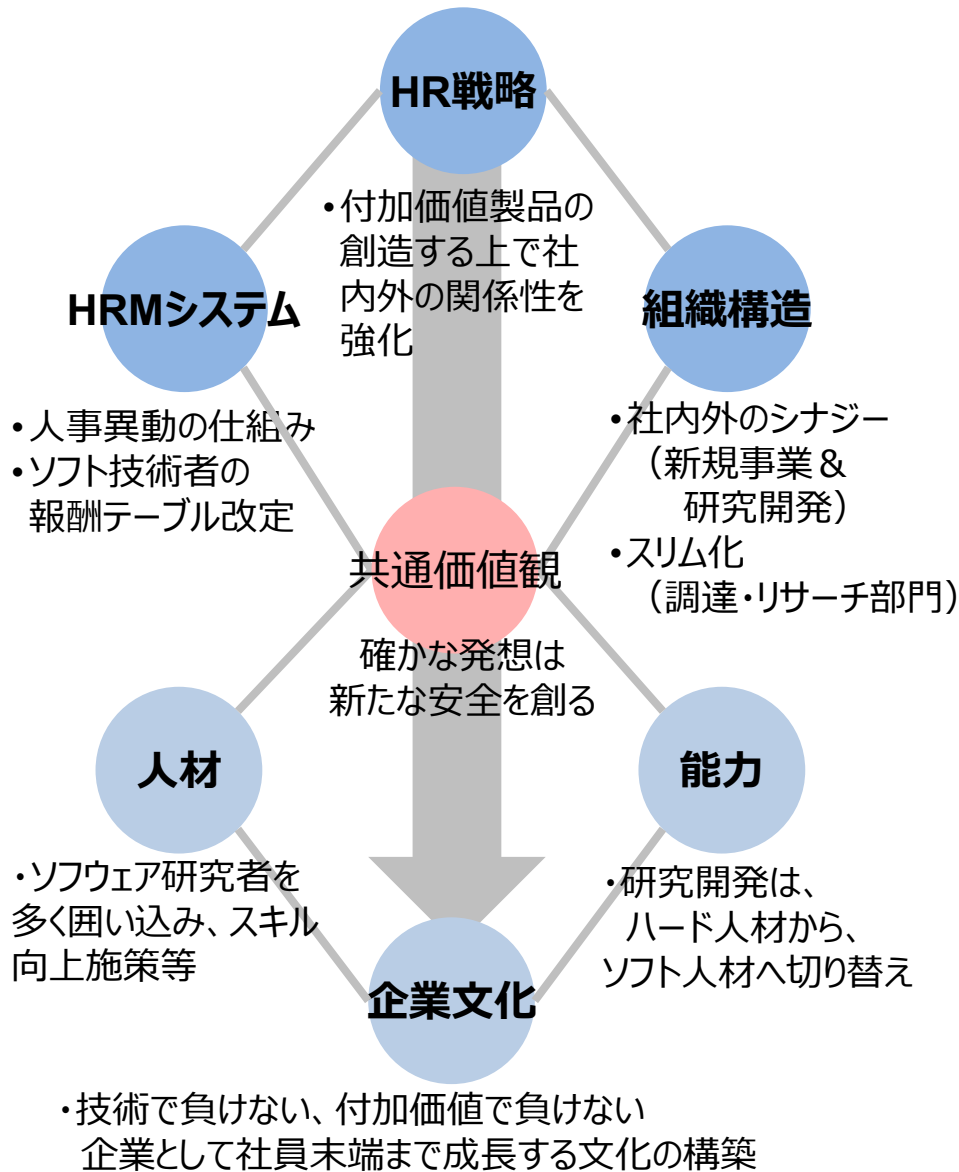 HR戦略
・付加価値製品の
創造する上で社
内外の関係性を
強化
HRMシステム
・人事異動の仕組み
・ソフト技術者の
報酬テーブル改定
組織構造
・社内外のシナジー
（新規事業＆
研究開発）
・スリム化
（調達・リサーチ部門）
共通価値観
確かな発想は
新たな安全を創る
人材
・ソフウェア研究者を
多く囲い込み、スキル
向上施策等
能力
・研究開発は、
ハード人材から、
ソフト人材へ切り替え
企業文化
・技術で負けない、付加価値で負けない
企業として社員末端まで成長する文化の構築